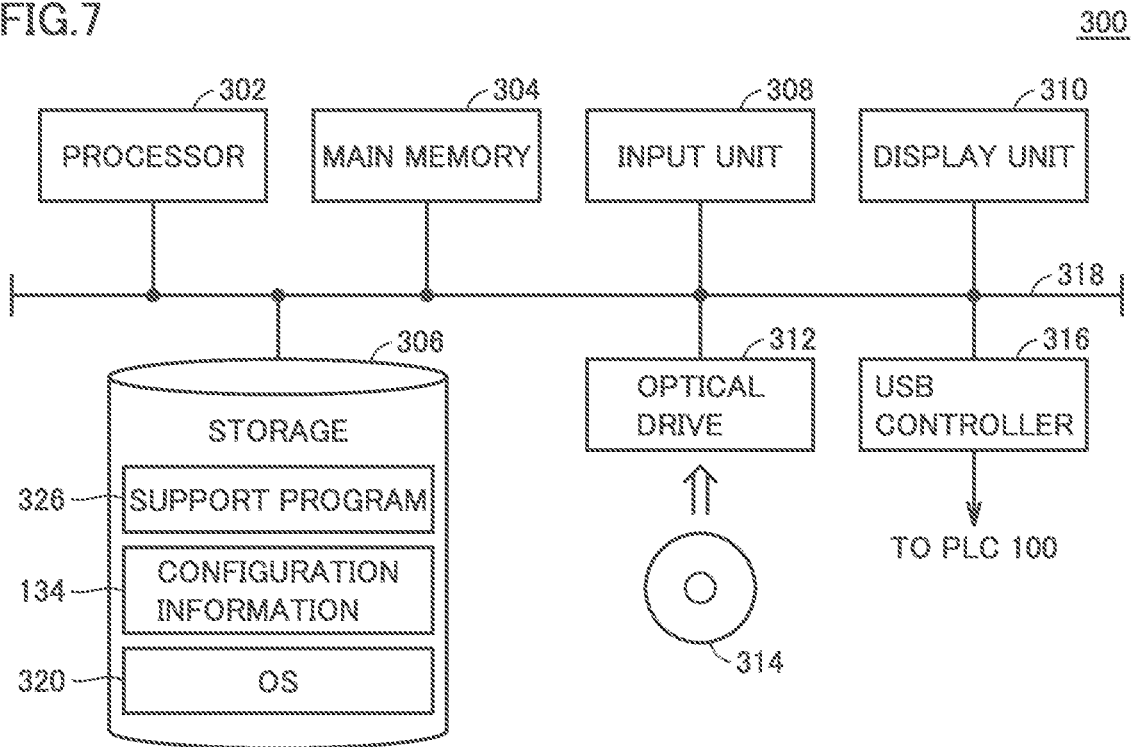 FIG.7
300
302
304
308
310
PROCESSOR
MAIN MEMORY
INPUT UNIT
DISPLAY UNIT
318
306
312
316
STORAGE
OPTICAL
DRIVE
USB
CONTROLLER
326
SUPPORT PROGRAM
TO PLC 100
134
CONFIGURATION
INFORMATION
314
320
OS